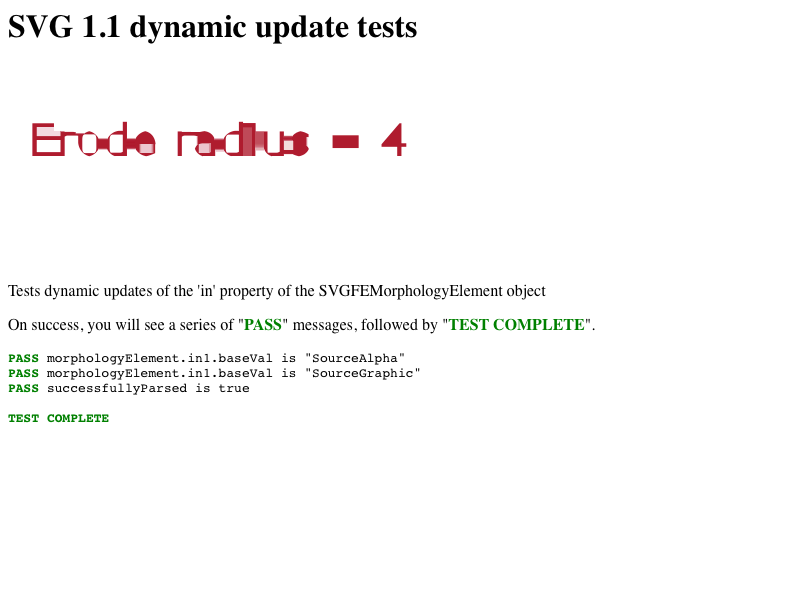 SVG 1.1 dynamic update tests
Erode radius = 4
Tests dynamic updates of the 'in' property of the SVGFEMorphologyElement object
On success, you will see a series of "PASS" messages, followed by "TEST COMPLETE".
PASS morphologyElement.in1.baseVal is "SourceAlpha"
PASS morphologyElement.in1.baseVal is "SourceGraphic"
PASS successfullyParsed is true
TEST COMPLETE